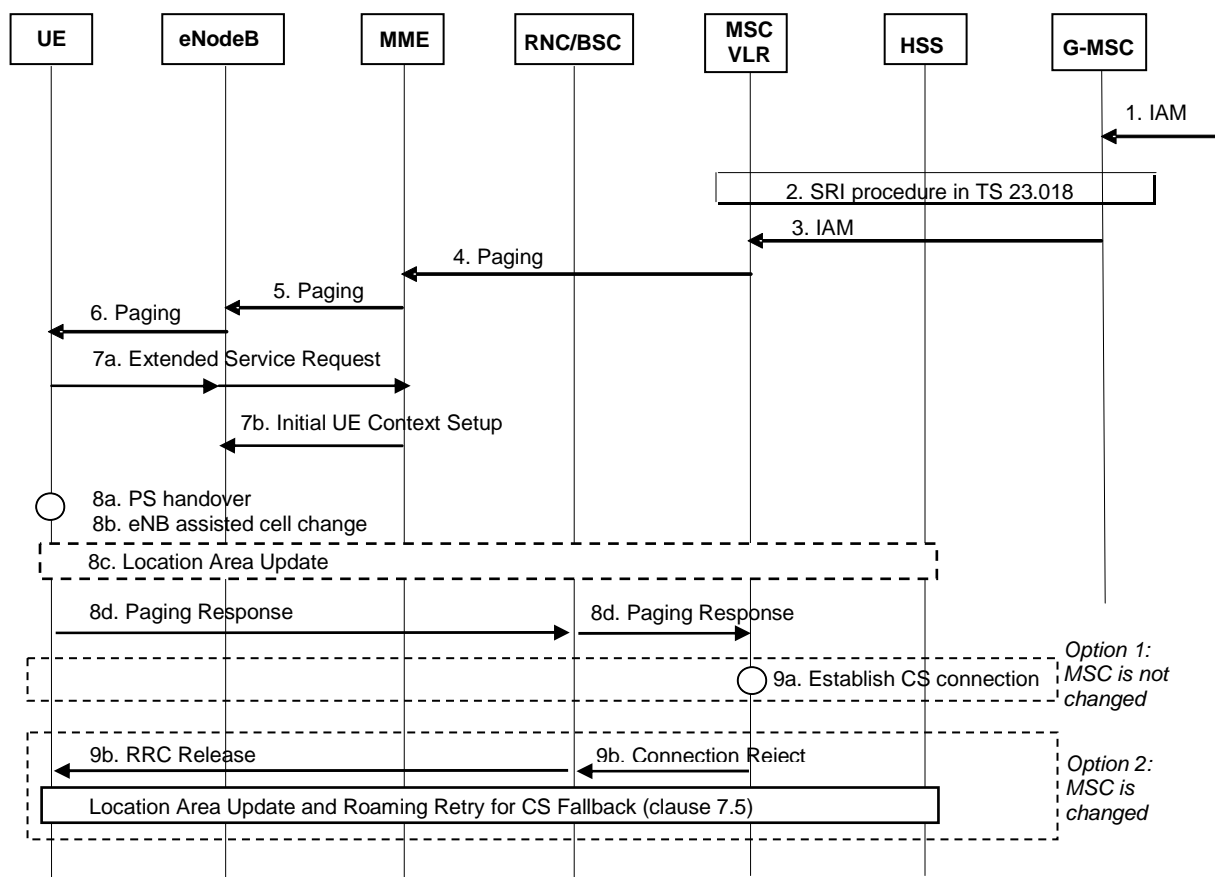 UE
eNodeB
MME
RNC/BSC
MSC
VLR
HSS
G-MSC
1. IAM
2. SRI procedure in TS 23.018
3. IAM
4. Paging
5. Paging
6. Paging
7a. Extended Service Request
7b. Initial UE Context Setup
8a. PS handover
8b. eNB assisted cell change
8c. Location Area Update
8d. Paging Response
8d. Paging Response
Option 1:
MSC is not
changed
9a. Establish CS connection
9b. RRC Release
9b. Connection Reject
Option 2:
MSC is
changed
Location Area Update and Roaming Retry for CS Fallback (clause 7.5)